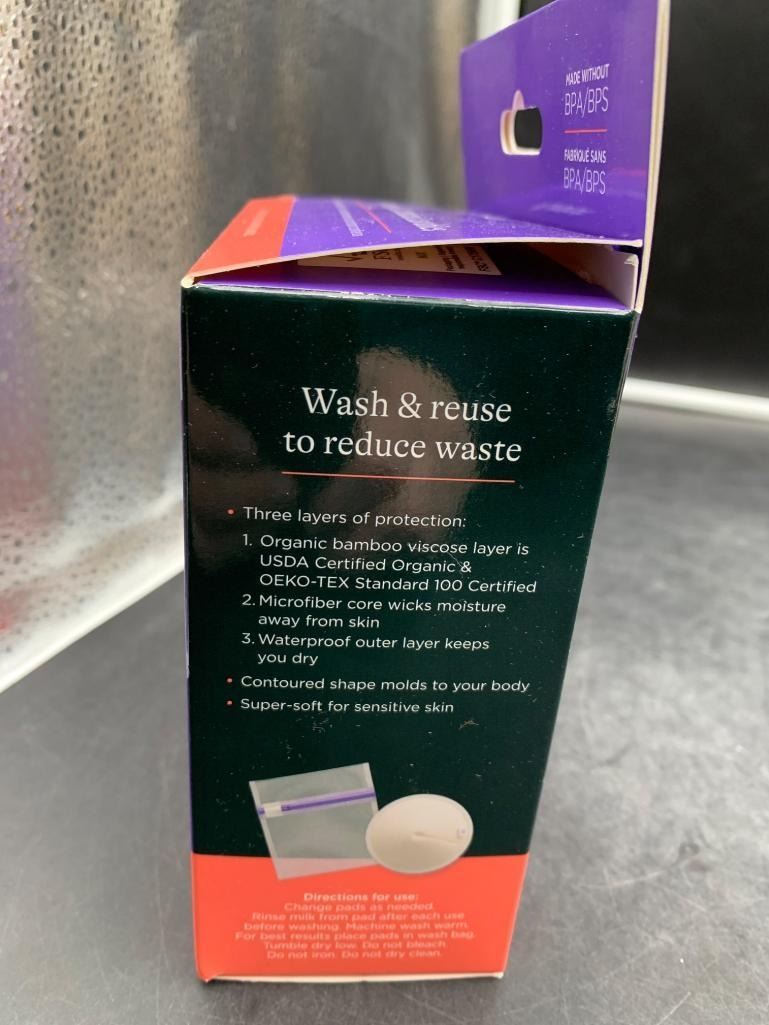 MADE WITHOUT
BPA/BPS
FABRIQUÉ SANS
BPA/BPS
Wash & reuse
to reduce waste
• Three layers of protection:
1. Organic bamboo viscose layer is
USDA Certified Organic &
OEKO-TEX Standard 100 Certified
2. Microfiber core wicks moisture
away from skin
3. Waterproof outer layer keeps
you dry
• Contoured shape molds to your body
• Super-soft for sensitive skin
Directions for use:
Change pads as needed.
Rinse milk from pad after each use
before washing. Machine wash warm.
For best results place pads in wash bag.
Tumble dry low. Do not bleach.
Do not iron. Do not dry clean.